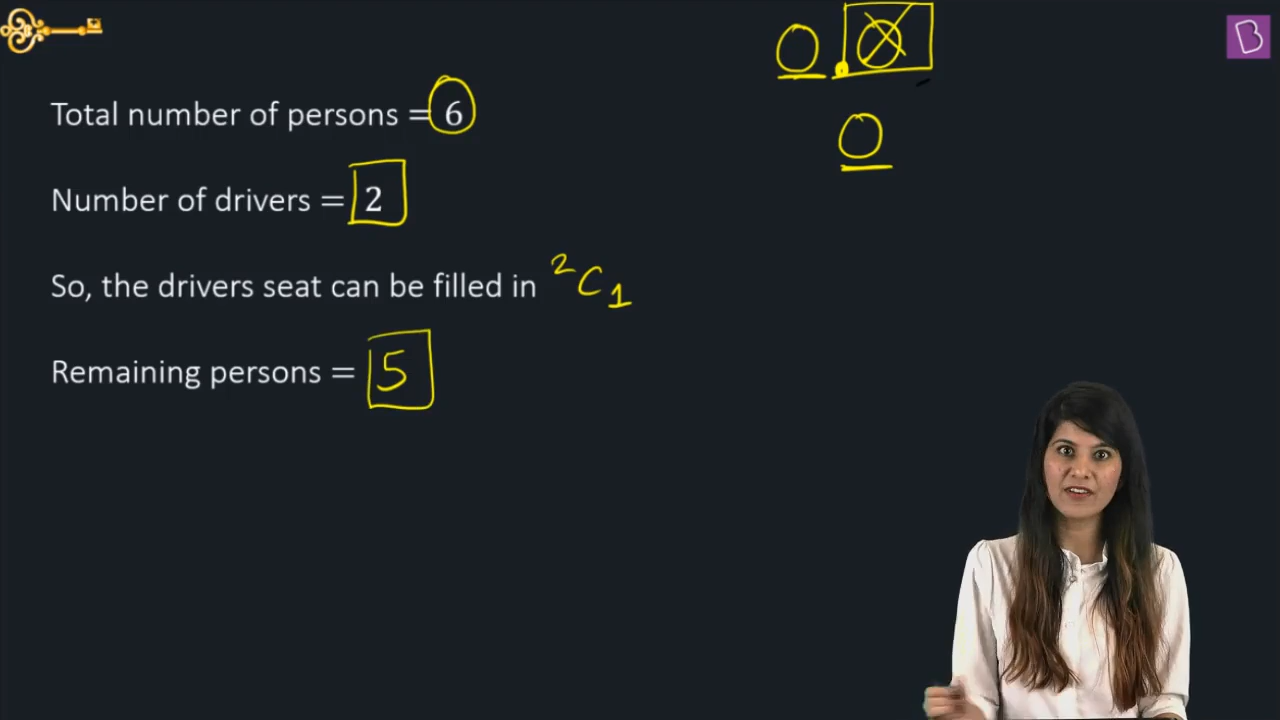 Total number of persons = 6
Number of drivers = 2
So, the drivers seat can be filled in ²C₁
Remaining persons = 5
B